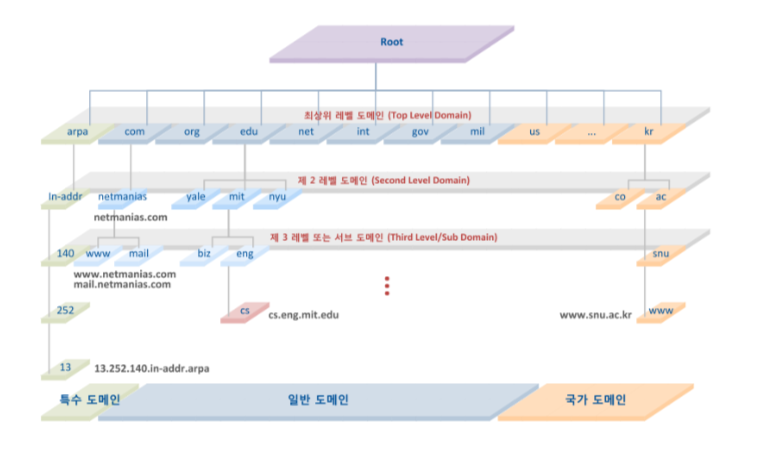 Root
최상위 레벨 도메인 (Top Level Domain)
arpa com org edu net int gov mil us ... kr
제 2 레벨 도메인 (Second Level Domain)
In-addr netmanias yale mit nyu co ac
netmanias.com
제 3 레벨 또는 서브 도메인 (Third Level/Sub Domain)
140 www mail biz eng snu
www.netmanias.com
mail.netmanias.com
252 cs cs.eng.mit.edu www.snu.ac.kr www
13 13.252.140.in-addr.arpa
특수 도메인 일반 도메인 국가 도메인